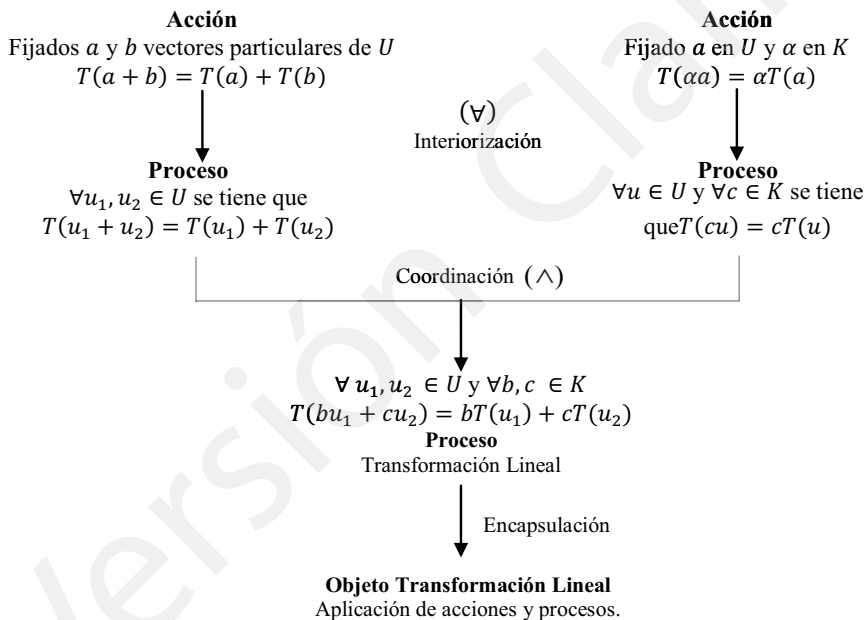 Acción
Fijados a y b vectores particulares de U
T(a + b) = T(a) + T(b)
Acción
Fijado a en U y α en K
T(αa) = αT(a)
(∀)
Interiorización
Proceso
∀u₁, u₂ ∈ U se tiene que
T(u₁ + u₂) = T(u₁) + T(u₂)
Proceso
∀u ∈ U y ∀c ∈ K se tiene
queT(cu) = cT(u)
Coordinación (∧)
∀ u₁, u₂ ∈ U y ∀b, c ∈ K
T(bu₁ + cu₂) = bT(u₁) + cT(u₂)
Proceso
Transformación Lineal
Encapsulación
Objeto Transformación Lineal
Aplicación de acciones y procesos.
Versión Clam